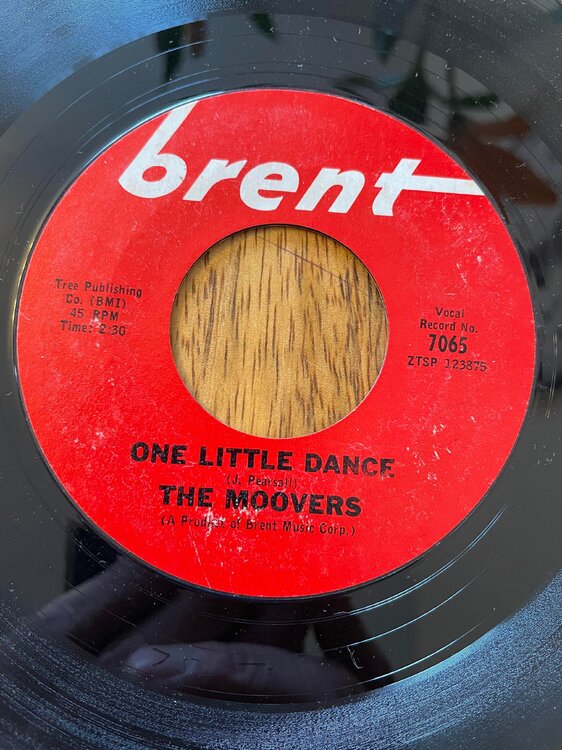 brent
Tree Publishing
Co. (BMI)
45 RPM
Time: 2:30
Vocal
Record No.
7065
ZTSP 123875
ONE LITTLE DANCE
(J. Pearsall)
THE MOOVERS
(A Product of Brent Music Corp.)